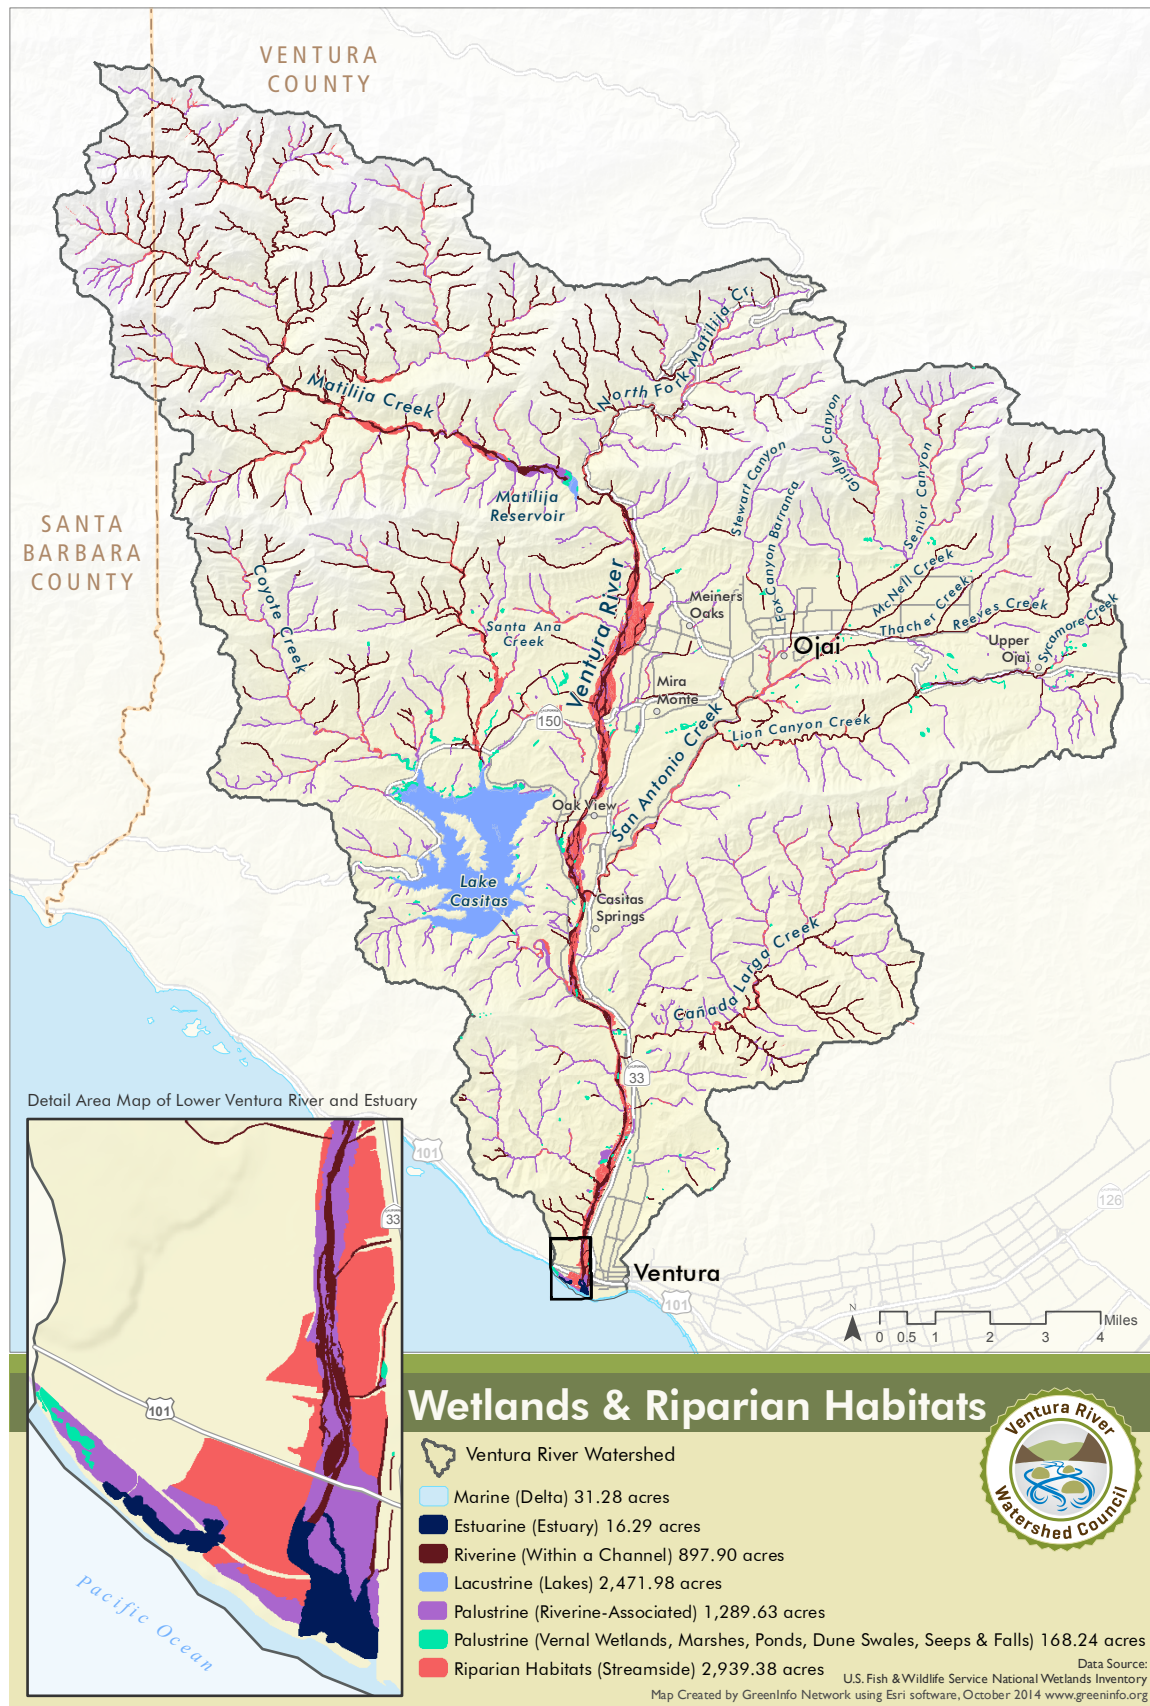 VENTURA
COUNTY
SANTA
BARBARA
COUNTY
North Fork Matilija Cr.
Matilija Creek
Matilija
Reservoir
Stewart Canyon
Fox Canyon Barranca
Gridley Canyon
Senior Canyon
McNell Creek
Thacher Creek
Reeves Creek
Sycamore Creek
Coyote Creek
Santa Ana
Creek
Ventura River
Meiners
Oaks
Ojai
Upper
Ojai
Mira
Monte
CALIFORNIA
150
San Antonio Creek
Lion Canyon Creek
Oak View
Lake
Casitas
Casitas
Springs
Cañada Larga Creek
CALIFORNIA
33
101
CALIFORNIA
126
Ventura
101
N
0 0.5 1 2 3 4 Miles
Detail Area Map of Lower Ventura River and Estuary
CALIFORNIA
33
101
Pacific Ocean
Wetlands & Riparian Habitats
Ventura River
Watershed Council
Ventura River Watershed
Marine (Delta) 31.28 acres
Estuarine (Estuary) 16.29 acres
Riverine (Within a Channel) 897.90 acres
Lacustrine (Lakes) 2,471.98 acres
Palustrine (Riverine-Associated) 1,289.63 acres
Palustrine (Vernal Wetlands, Marshes, Ponds, Dune Swales, Seeps & Falls) 168.24 acres
Riparian Habitats (Streamside) 2,939.38 acres
Data Source:
U.S. Fish & Wildlife Service National Wetlands Inventory
Map Created by GreenInfo Network using Esri software, October 2014 www.greeninfo.org